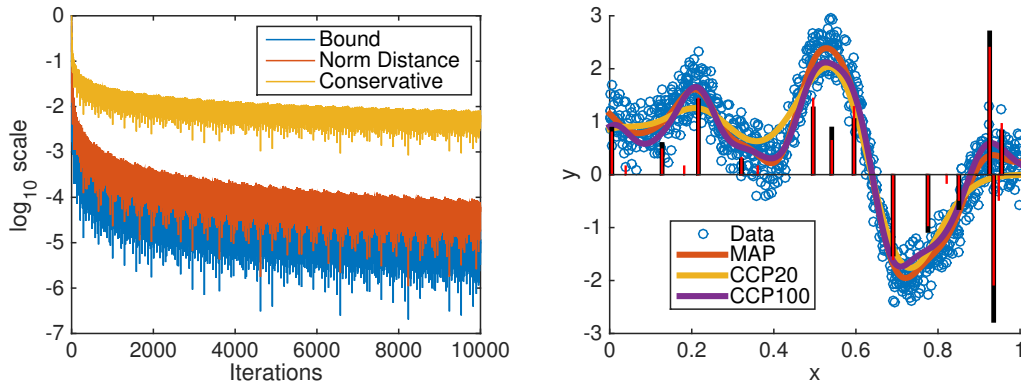 0
-1
-2
-3
-4
-5
-6
-7
log10 scale
0 2000 4000 6000 8000 10000
Iterations
Bound
Norm Distance
Conservative
3
2
1
0
-1
-2
-3
y
0 0.2 0.4 0.6 0.8 1
x
Data
MAP
CCP20
CCP100